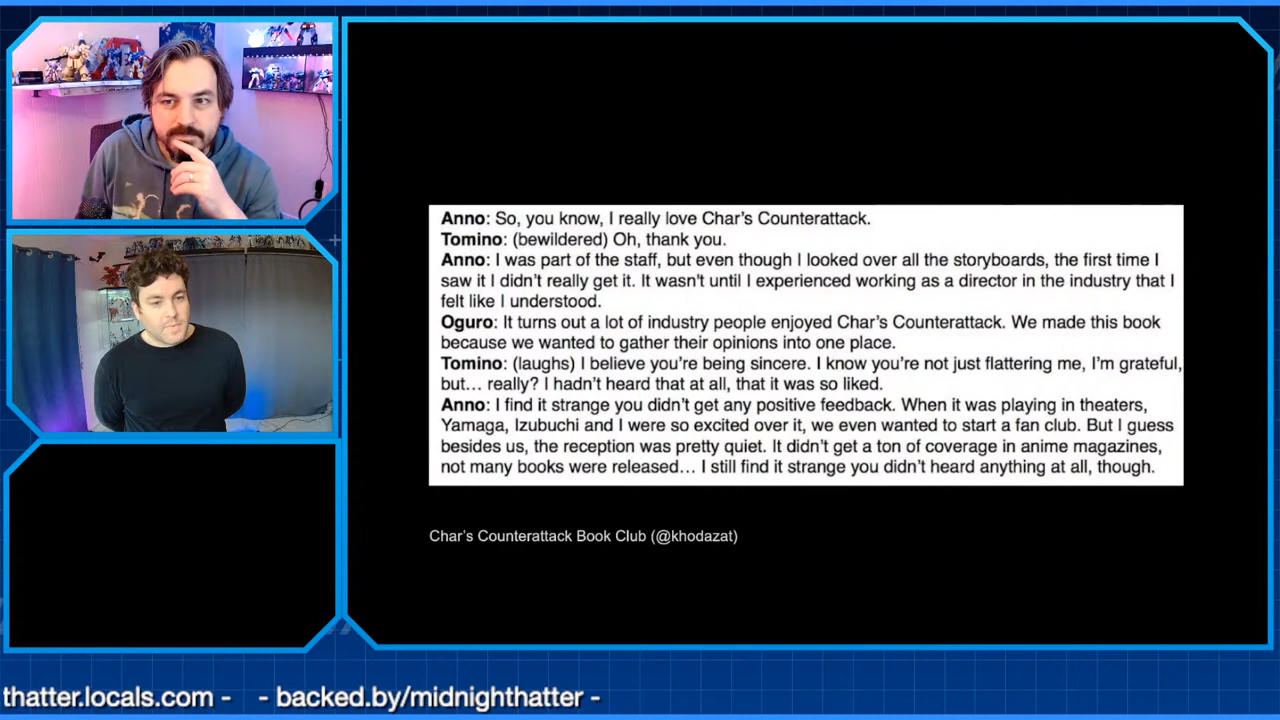 Anno: So, you know, I really love Char's Counterattack.
Tomino: (bewildered) Oh, thank you.
Anno: I was part of the staff, but even though I looked over all the storyboards, the first time I
saw it I didn't really get it. It wasn't until I experienced working as a director in the industry that I
felt like I understood.
Oguro: It turns out a lot of industry people enjoyed Char's Counterattack. We made this book
because we wanted to gather their opinions into one place.
Tomino: (laughs) I believe you're being sincere. I know you're not just flattering me, I'm grateful,
but… really? I hadn't heard that at all, that it was so liked.
Anno: I find it strange you didn't get any positive feedback. When it was playing in theaters,
Yamaga, Izubuchi and I were so excited over it, we even wanted to start a fan club. But I guess
besides us, the reception was pretty quiet. It didn't get a ton of coverage in anime magazines,
not many books were released… I still find it strange you didn't heard anything at all, though.
Char's Counterattack Book Club (@khodazat)
thatter.locals.com - - backed.by/midnighthatter -